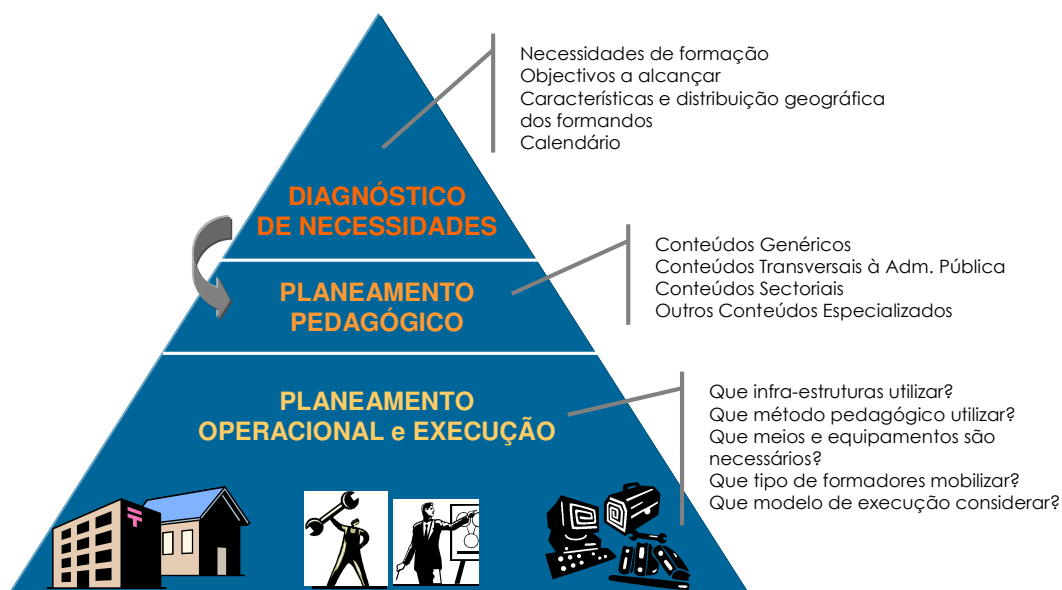 Necessidades de formação
Objectivos a alcançar
Características e distribuição geográfica
dos formandos
Calendário
DIAGNÓSTICO
DE NECESSIDADES
Conteúdos Genéricos
Conteúdos Transversais à Adm. Pública
Conteúdos Sectoriais
Outros Conteúdos Especializados
PLANEAMENTO
PEDAGÓGICO
Que infra-estruturas utilizar?
Que método pedagógico utilizar?
Que meios e equipamentos são
necessários?
Que tipo de formadores mobilizar?
Que modelo de execução considerar?
PLANEAMENTO
OPERACIONAL e EXECUÇÃO